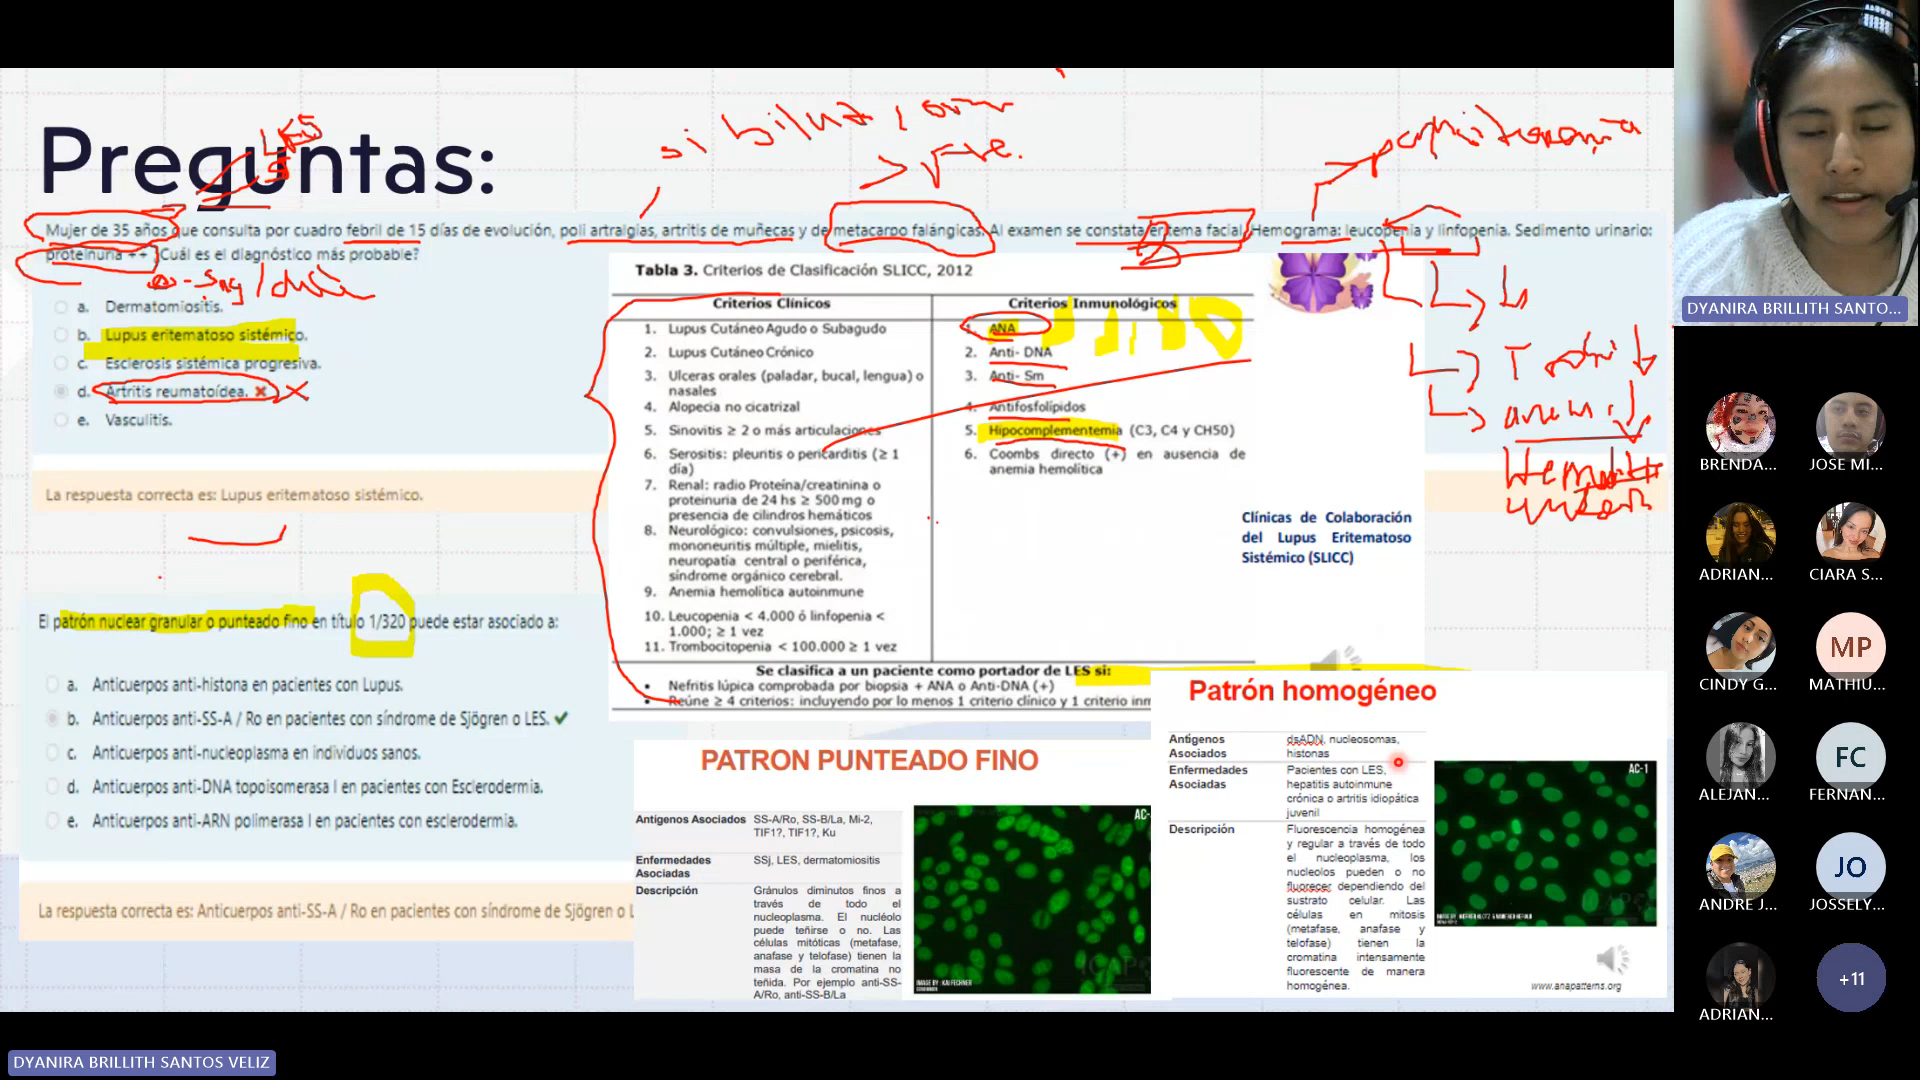 Preguntas:
Mujer de 35 años que consulta por cuadro febril de 15 días de evolución, poli artralgias, artritis de muñecas y de metacarpo falángicas. Al examen se constata eritema facial. Hemograma: leucopenia y linfopenia. Sedimento urinario:
proteinuria ++ ¿Cuál es el diagnóstico más probable?
a. Dermatomiositis.
b. Lupus eritematoso sistémico.
c. Esclerosis sistémica progresiva.
d. Artritis reumatoídea.
e. Vasculitis.
La respuesta correcta es: Lupus eritematoso sistémico.
El patrón nuclear granular o punteado fino en título 1/320 puede estar asociado a:
a. Anticuerpos anti-histona en pacientes con Lupus.
b. Anticuerpos anti-SS-A / Ro en pacientes con síndrome de Sjögren o LES.
c. Anticuerpos anti-nucleoplasma en individuos sanos.
d. Anticuerpos anti-DNA topoisomerasa I en pacientes con Esclerodermia.
e. Anticuerpos anti-ARN polimerasa I en pacientes con esclerodermia.
La respuesta correcta es: Anticuerpos anti-SS-A / Ro en pacientes con síndrome de Sjögren o L
Tabla 3. Criterios de Clasificación SLICC, 2012
Criterios Clínicos
1. Lupus Cutáneo Agudo o Subagudo
2. Lupus Cutáneo Crónico
3. Ulceras orales (paladar, bucal, lengua) o
nasales
4. Alopecia no cicatrizal
5. Sinovitis ≥ 2 o más articulaciones
6. Serositis: pleuritis o pericarditis (≥ 1
día)
7. Renal: radio Proteína/creatinina o
proteinuria de 24 hs ≥ 500 mg o
presencia de cilindros hemáticos
8. Neurológico: convulsiones, psicosis,
mononeuritis múltiple, mielitis,
neuropatía central o periférica,
síndrome orgánico cerebral.
9. Anemia hemolítica autoinmune
10. Leucopenia < 4.000 ó linfopenia <
1.000; ≥ 1 vez
11. Trombocitopenia < 100.000 ≥ 1 vez
Criterios Inmunológicos
1. ANA
2. Anti- DNA
3. Anti- Sm
4. Antifosfolípidos
5. Hipocomplementemia (C3, C4 y CH50)
6. Coombs directo (+) en ausencia de
anemia hemolítica
Se clasifica a un paciente como portador de LES si:
• Nefritis lúpica comprobada por biopsia + ANA o Anti-DNA (+)
• Reúne ≥ 4 criterios: incluyendo por lo menos 1 criterio clínico y 1 criterio inm
Clínicas de Colaboración
del Lupus Eritematoso
Sistémico (SLICC)
PATRON PUNTEADO FINO
Antigenos Asociados SS-A/Ro, SS-B/La, Mi-2,
TIF1?, TIF1?, Ku
Enfermedades
Asociadas
SSj, LES, dermatomiositis
Descripción
Gránulos diminutos finos a
través de todo el
nucleoplasma. El nucléolo
puede teñirse o no. Las
células mitóticas (metafase,
anafase y telofase) tienen la
masa de la cromatina no
teñida. Por ejemplo anti-SS-
A/Ro, anti-SS-B/La
AC-
Patrón homogéneo
Antigenos
Asociados
dsADN, nucleosomas,
histonas
Enfermedades
Asociadas
Pacientes con LES,
hepatitis autoinmune
crónica o artritis idiopática
juvenil
Descripción
Fluorescencia homogénea
y regular a través de todo
el nucleoplasma, los
nucleolos pueden o no
fluorecer dependiendo del
sustrato celular. Las
células en mitosis
(metafase, anafase y
telofase) tienen la
cromatina intensamente
fluorescente de manera
homogénea.
AC-1
www.anapatterns.org
DYANIRA BRILLITH SANTO...
BRENDA...
JOSE MI...
ADRIAN...
CIARA S...
CINDY G...
MP
MATHIU...
ALEJAN...
FC
FERNAN...
ANDRE J...
JO
JOSSELY...
ADRIAN...
+11
DYANIRA BRILLITH SANTOS VELIZ